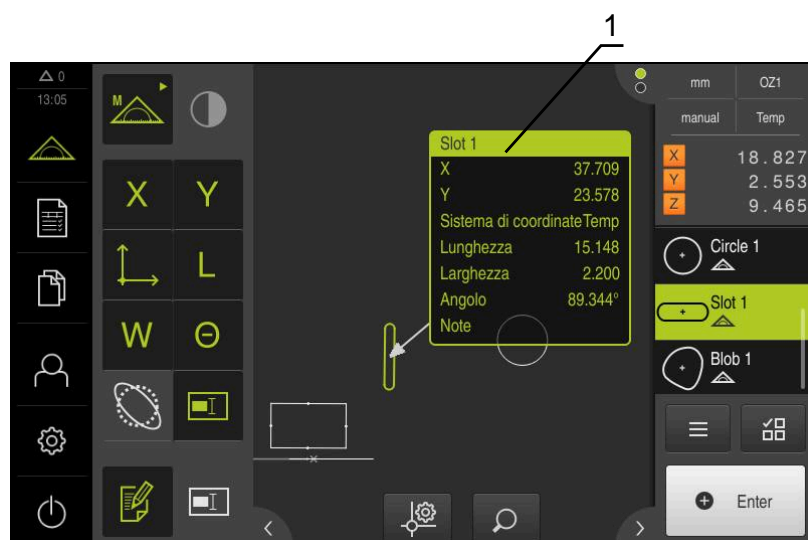 1
0
13:05
M
X Y
L
W Θ
Slot 1
X 37.709
Y 23.578
Sistema di coordinateTemp
Lunghezza 15.148
Larghezza 2.200
Angolo 89.344°
Note
mm OZ1
manual Temp
X 18.827
Y 2.553
Z 9.465
Circle 1
Slot 1
Blob 1
Enter